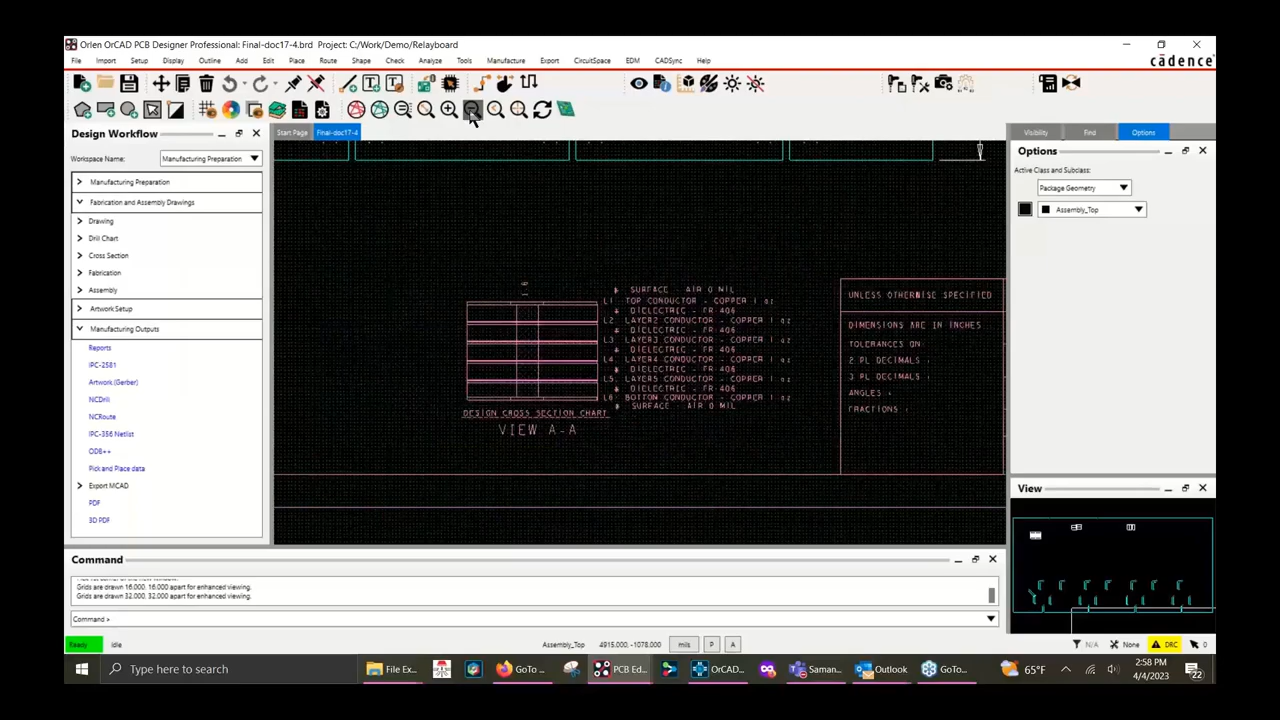 Orlen OrCAD PCB Designer Professional: Final-doc17-4.brd Project: C:/Work/Demo/Relayboard
File Import Setup Display Outline Add Edit Place Route Shape Check Analyze Tools Manufacture Export CircuitSpace EDM CADSync Help
cādence
Design Workflow
Start Page Final-doc17-4
Visibility Find Options
Workspace Name: Manufacturing Preparation
Options
Manufacturing Preparation
Active Class and Subclass:
Package Geometry
Fabrication and Assembly Drawings
Assembly_Top
Drawing
Drill Chart
Cross Section
Fabrication
Assembly
Artwork Setup
Manufacturing Outputs
Reports
IPC-2581
Artwork (Gerber)
NCDrill
NCRoute
IPC-356 Netlist
ODB++
Pick and Place data
Export MCAD
PDF
3D PDF
SURFACE - AIR 0 MIL
L1. TOP CONDUCTOR - COPPER 1 oz
DIELECTRIC - FR-406
L2. LAYER2 CONDUCTOR - COPPER 1 oz
DIELECTRIC - FR-406
L3. LAYER3 CONDUCTOR - COPPER 1 oz
DIELECTRIC - FR-406
L4. LAYER4 CONDUCTOR - COPPER 1 oz
DIELECTRIC - FR-406
L5. LAYER5 CONDUCTOR - COPPER 1 oz
DIELECTRIC - FR-406
L6. BOTTOM CONDUCTOR - COPPER 1 oz
SURFACE - AIR 0 MIL
DESIGN CROSS SECTION CHART
VIEW A-A
UNLESS OTHERWISE SPECIFIED
DIMENSIONS ARE IN INCHES
TOLERANCES ON:
2 PL DECIMALS
3 PL DECIMALS
ANGLES
FRACTIONS
View
Command
Grids are drawn 16.000, 16.000 apart for enhanced viewing.
Grids are drawn 32.000, 32.000 apart for enhanced viewing.
Command >
Ready Idle Assembly_Top 4915.000, -1078.000 mils P A N/A None DRC 0
Type here to search File Ex... GoTo ... PCB Ed... OrCAD... Saman... Outlook GoTo... 65°F 2:58 PM
4/4/2023 22